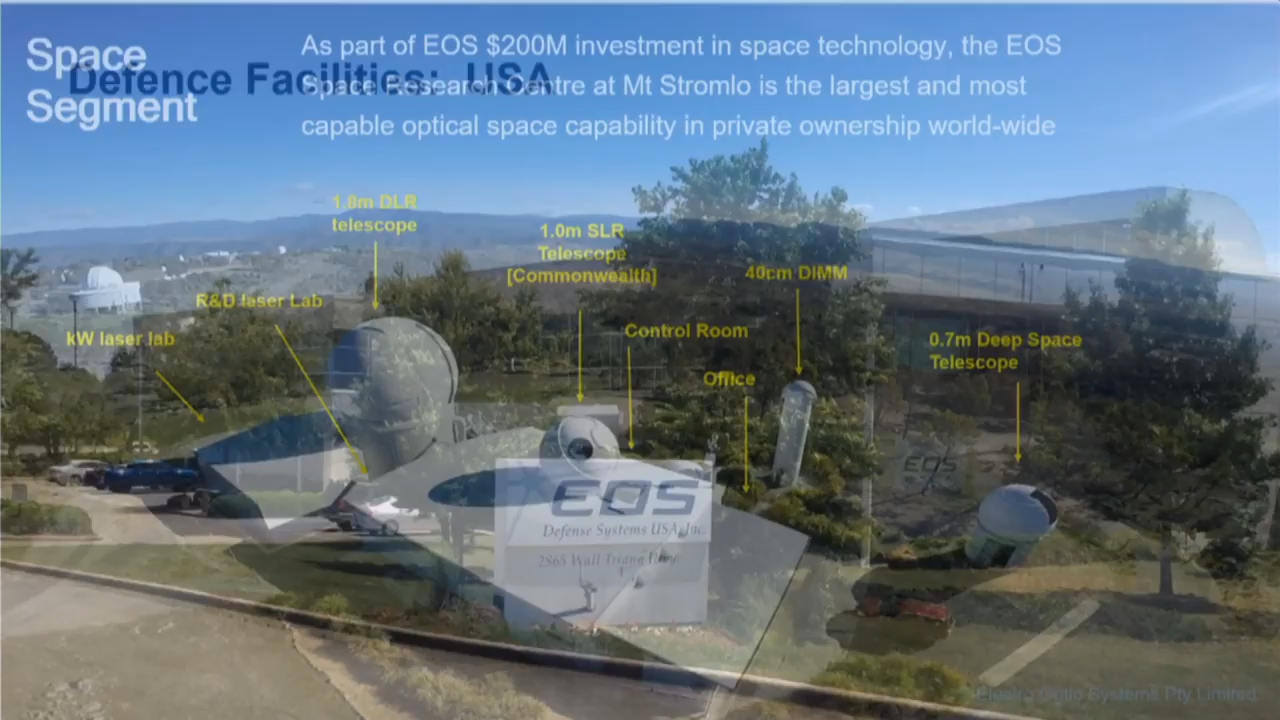 Space
Segment
Defence Facilities: USA
As part of EOS $200M investment in space technology, the EOS
Space Research Centre at Mt Stromlo is the largest and most
capable optical space capability in private ownership world-wide
1.8m DLR
telescope
1.0m SLR
Telescope
[Commonwealth]
40cm DIMM
R&D laser Lab
kW laser lab
Control Room
0.7m Deep Space
Telescope
Office
EOS
EOS
Defense Systems USA, Inc.
2865 Wall Triana Hwy.
Electro Optic Systems Pty Limited